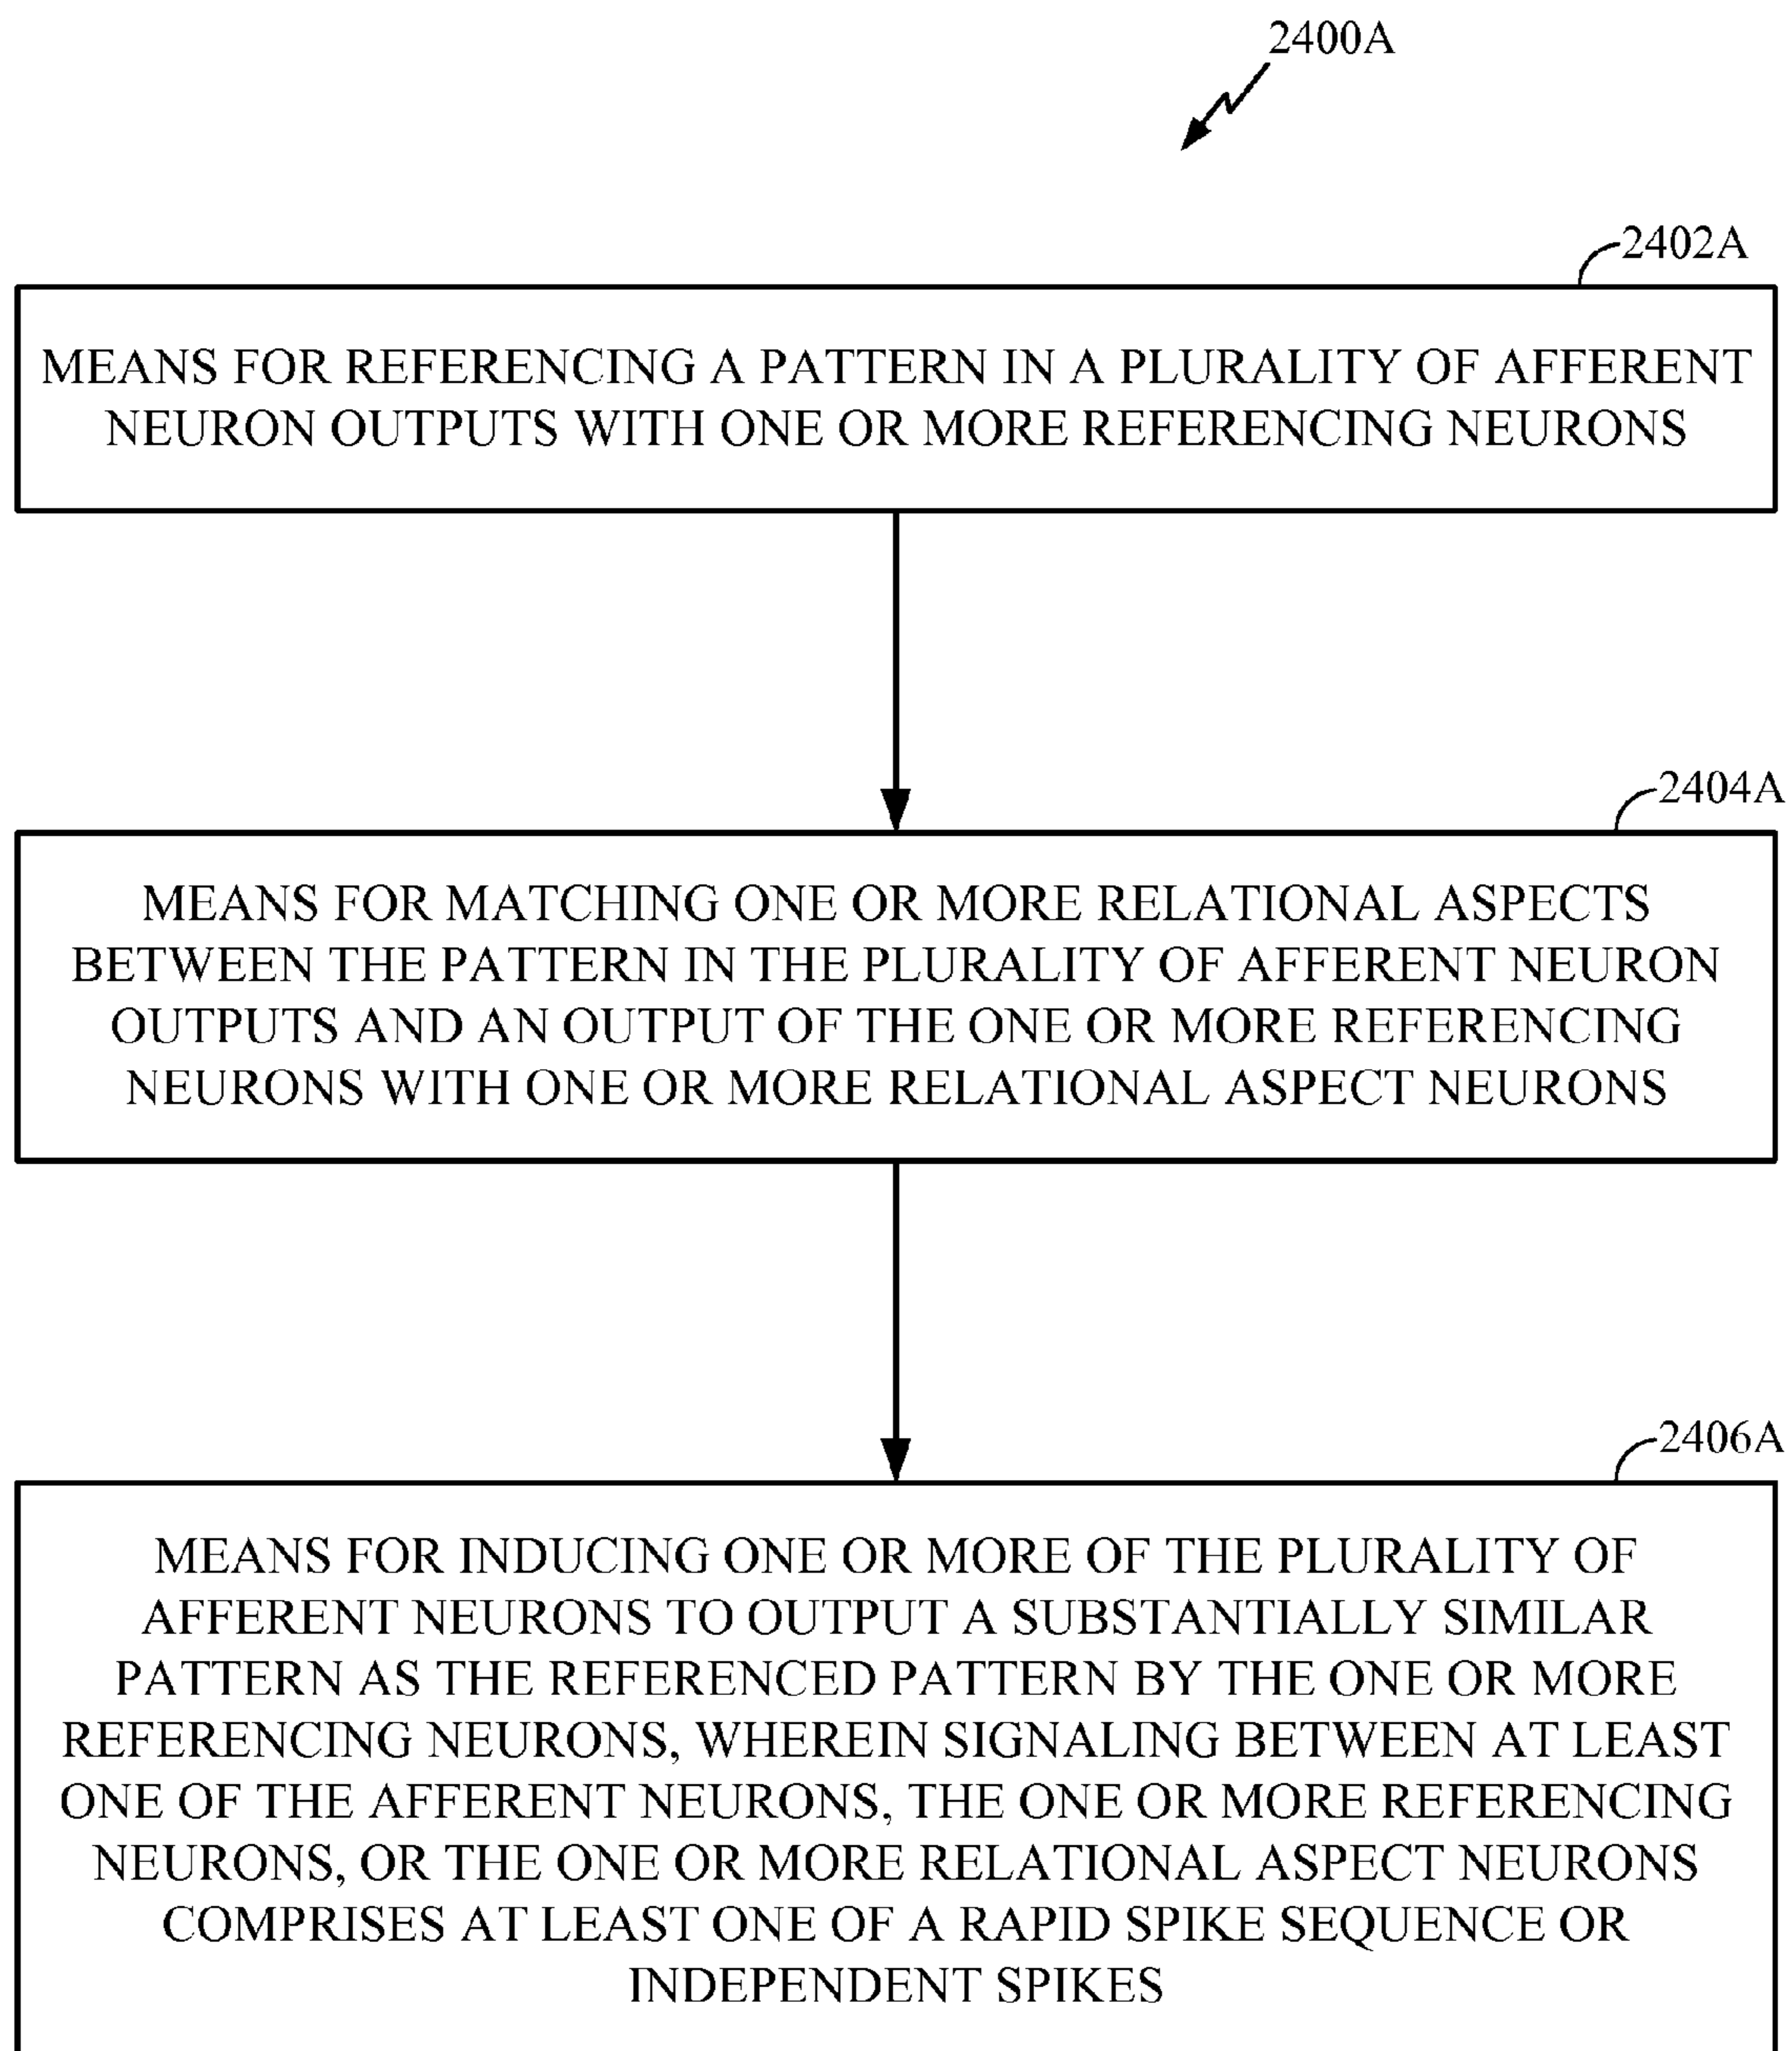 2400A
2402A
MEANS FOR REFERENCING A PATTERN IN A PLURALITY OF AFFERENT
NEURON OUTPUTS WITH ONE OR MORE REFERENCING NEURONS
2404A
MEANS FOR MATCHING ONE OR MORE RELATIONAL ASPECTS
BETWEEN THE PATTERN IN THE PLURALITY OF AFFERENT NEURON
OUTPUTS AND AN OUTPUT OF THE ONE OR MORE REFERENCING
NEURONS WITH ONE OR MORE RELATIONAL ASPECT NEURONS
2406A
MEANS FOR INDUCING ONE OR MORE OF THE PLURALITY OF
AFFERENT NEURONS TO OUTPUT A SUBSTANTIALLY SIMILAR
PATTERN AS THE REFERENCED PATTERN BY THE ONE OR MORE
REFERENCING NEURONS, WHEREIN SIGNALING BETWEEN AT LEAST
ONE OF THE AFFERENT NEURONS, THE ONE OR MORE REFERENCING
NEURONS, OR THE ONE OR MORE RELATIONAL ASPECT NEURONS
COMPRISES AT LEAST ONE OF A RAPID SPIKE SEQUENCE OR
INDEPENDENT SPIKES